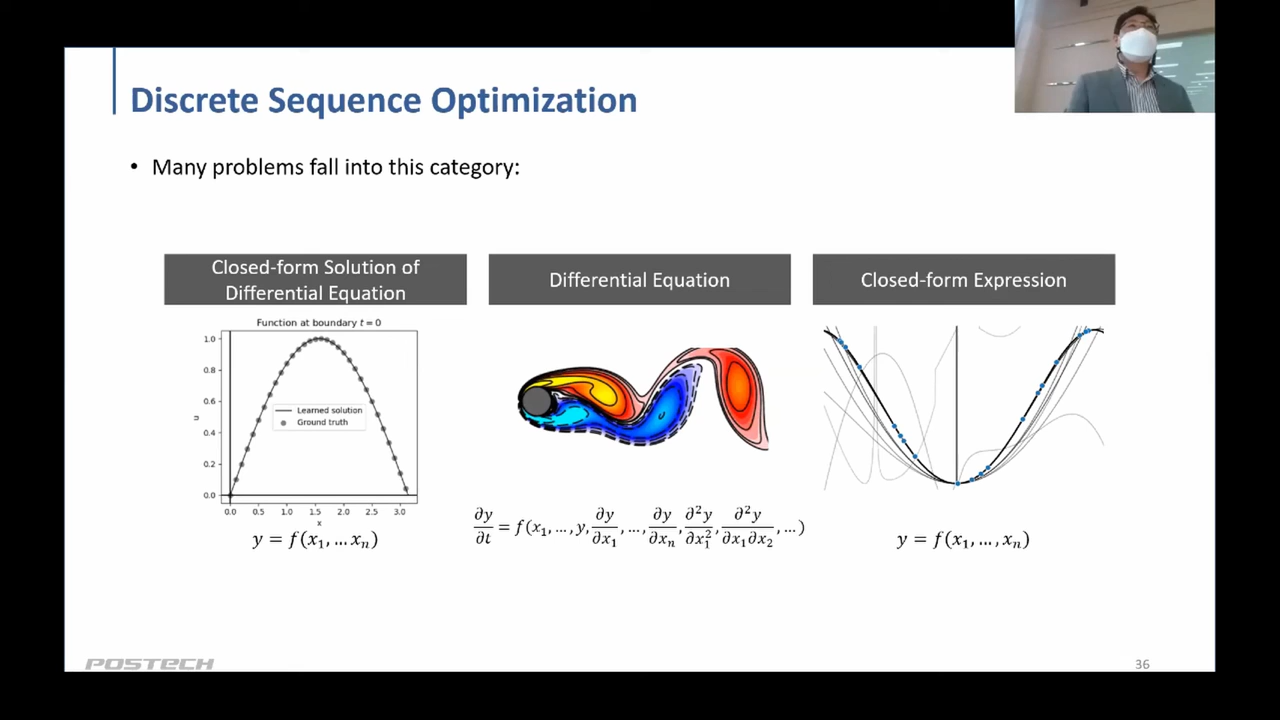 Discrete Sequence Optimization
• Many problems fall into this category:
Closed-form Solution of
Differential Equation
Differential Equation
Closed-form Expression
Function at boundary t = 0
1.0
0.8
0.6
0.4
0.2
0.0
u
Learned solution
Ground truth
0.0 0.5 1.0 1.5 2.0 2.5 3.0
x
y = f(x₁, … xₙ)
∂y/∂t = f(x₁, …, y, ∂y/∂x₁, …, ∂y/∂xₙ, ∂²y/∂x₁², ∂²y/∂x₁∂x₂, …)
y = f(x₁, …, xₙ)
POSTECH
36